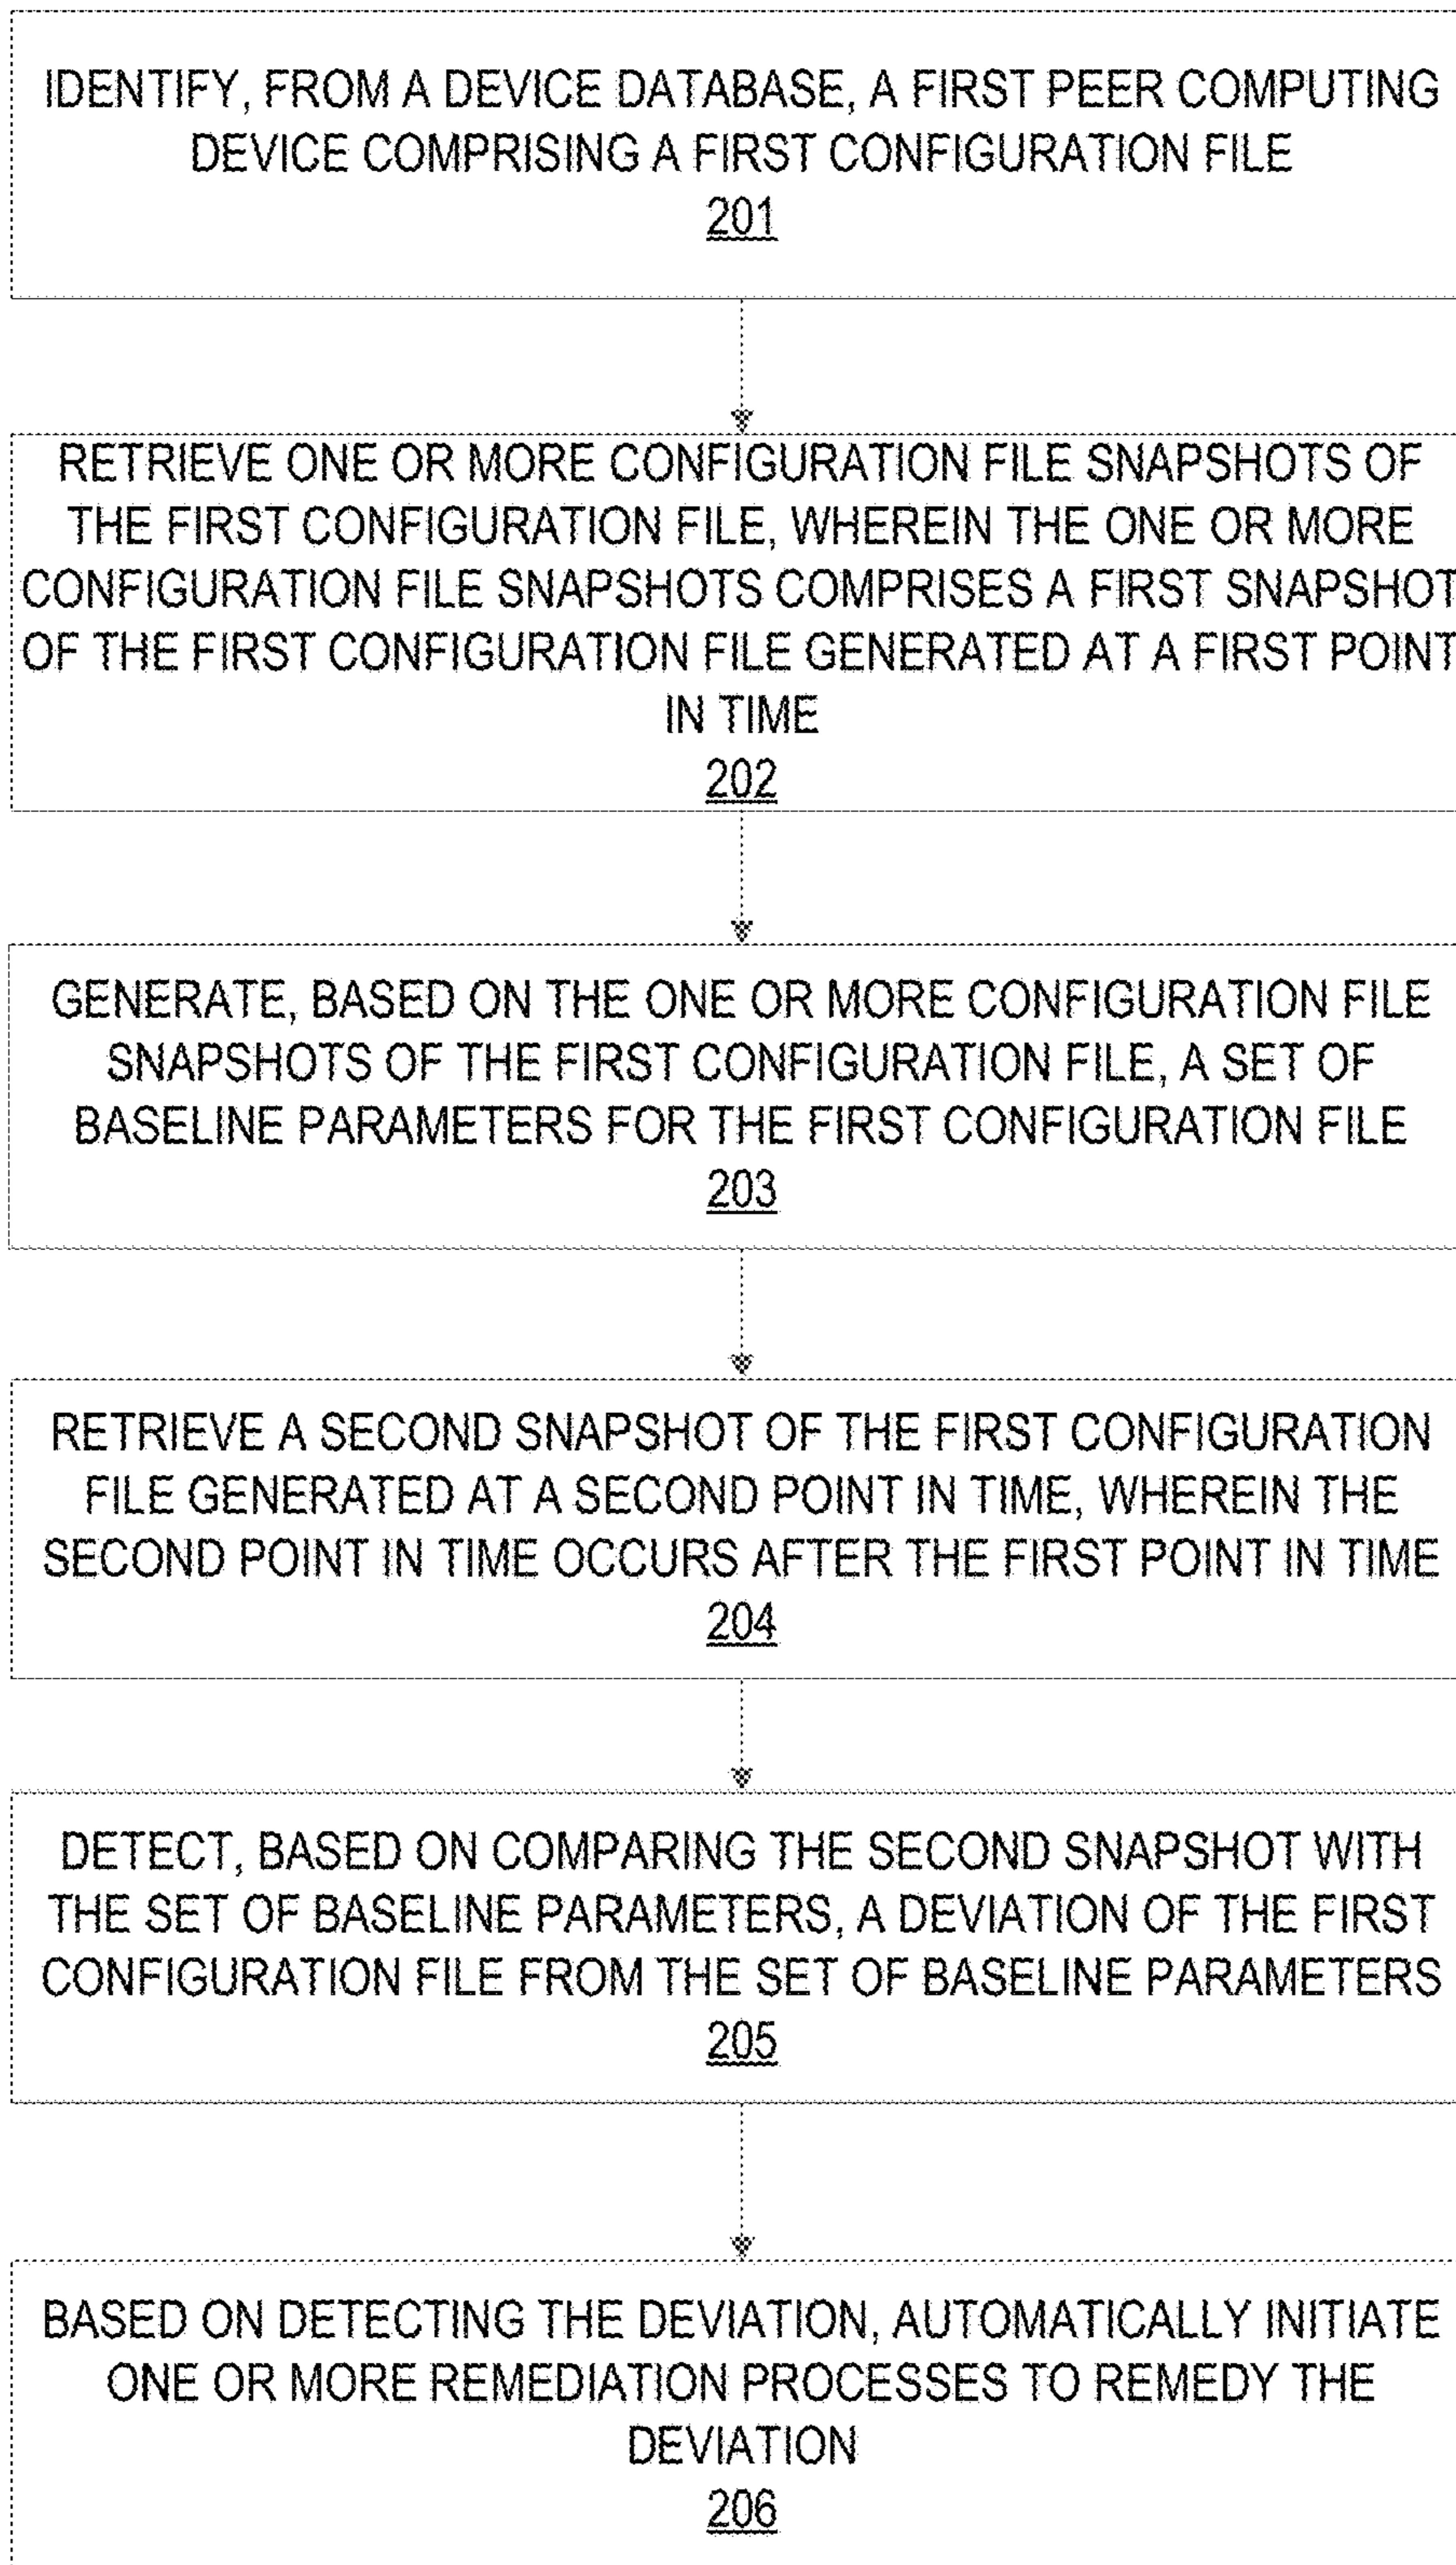 IDENTIFY, FROM A DEVICE DATABASE, A FIRST PEER COMPUTING
DEVICE COMPRISING A FIRST CONFIGURATION FILE
201
RETRIEVE ONE OR MORE CONFIGURATION FILE SNAPSHOTS OF
THE FIRST CONFIGURATION FILE, WHEREIN THE ONE OR MORE
CONFIGURATION FILE SNAPSHOTS COMPRISES A FIRST SNAPSHOT
OF THE FIRST CONFIGURATION FILE GENERATED AT A FIRST POINT
IN TIME
202
GENERATE, BASED ON THE ONE OR MORE CONFIGURATION FILE
SNAPSHOTS OF THE FIRST CONFIGURATION FILE, A SET OF
BASELINE PARAMETERS FOR THE FIRST CONFIGURATION FILE
203
RETRIEVE A SECOND SNAPSHOT OF THE FIRST CONFIGURATION
FILE GENERATED AT A SECOND POINT IN TIME, WHEREIN THE
SECOND POINT IN TIME OCCURS AFTER THE FIRST POINT IN TIME
204
DETECT, BASED ON COMPARING THE SECOND SNAPSHOT WITH
THE SET OF BASELINE PARAMETERS, A DEVIATION OF THE FIRST
CONFIGURATION FILE FROM THE SET OF BASELINE PARAMETERS
205
BASED ON DETECTING THE DEVIATION, AUTOMATICALLY INITIATE
ONE OR MORE REMEDIATION PROCESSES TO REMEDY THE
DEVIATION
206